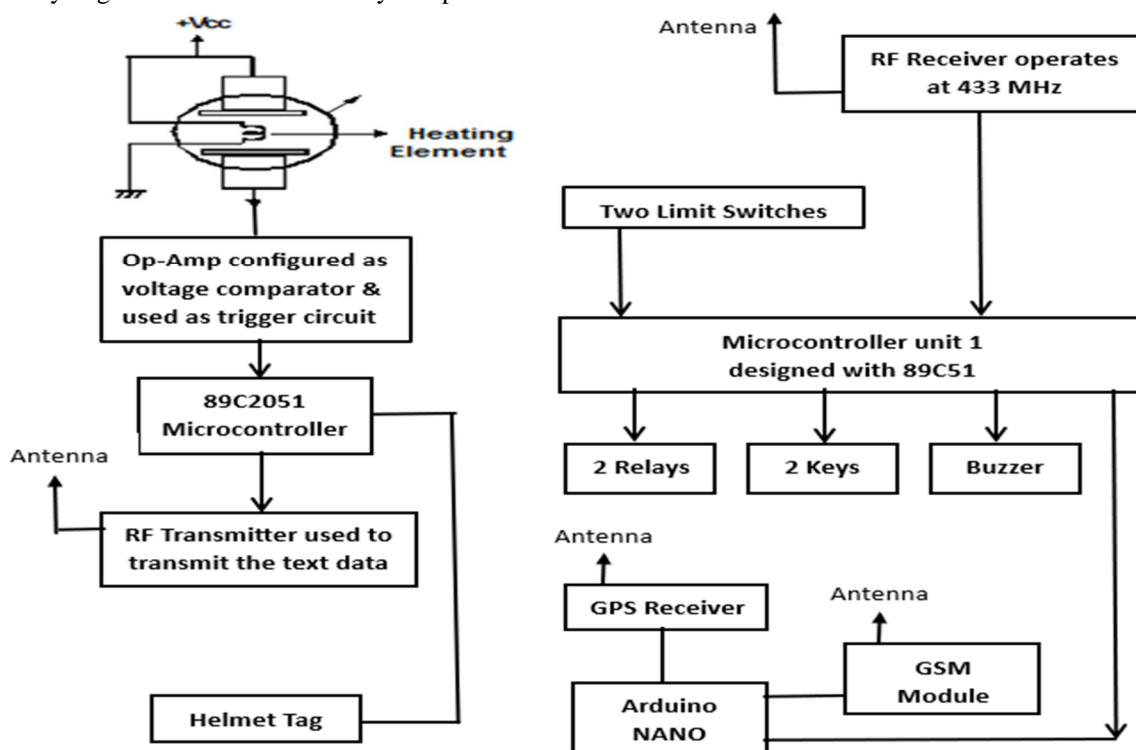 +Vcc
Heating
Element
Op-Amp configured as
voltage comparator &
used as trigger circuit
89C2051
Microcontroller
Antenna
RF Transmitter used to
transmit the text data
Helmet Tag
Antenna
RF Receiver operates
at 433 MHz
Two Limit Switches
Microcontroller unit 1
designed with 89C51
2 Relays
2 Keys
Buzzer
Antenna
GPS Receiver
Antenna
GSM
Module
Arduino
NANO